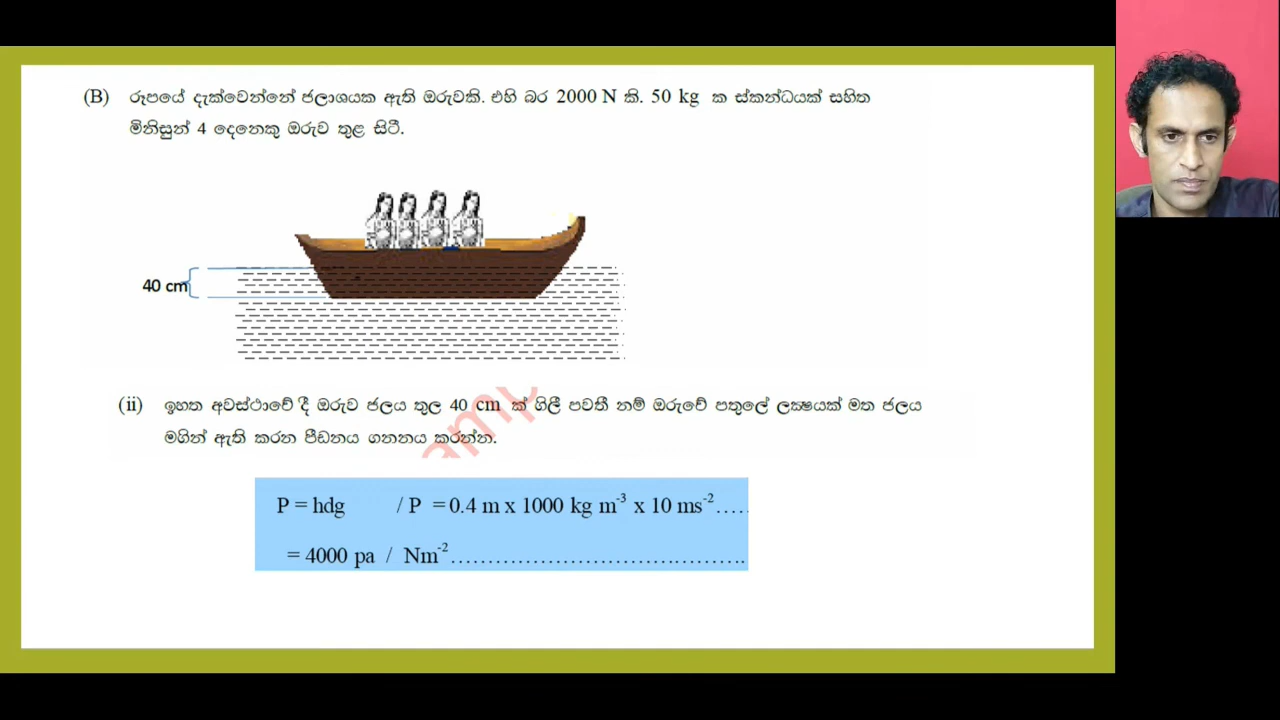 (B) රූපයේ දැක්වෙන්නේ ජලාශයක ඇති ඔරුවකි. එහි බර 2000 N කි. 50 kg ක ස්කන්ධයක් සහිත
මිනිසුන් 4 දෙනෙකු ඔරුව තුළ සිටී.
40 cm
(ii) ඉහත අවස්ථාවේ දී ඔරුව ජලය තුල 40 cm ක් ගිලී පවතී නම් ඔරුවේ පතුලේ ලක්‍ෂයක් මත ජලය
මගින් ඇති කරන පීඩනය ගනනය කරන්න.
P = hdg / P = 0.4 m x 1000 kg m⁻³ x 10 ms⁻²…..
= 4000 pa / Nm⁻²…………………………………..